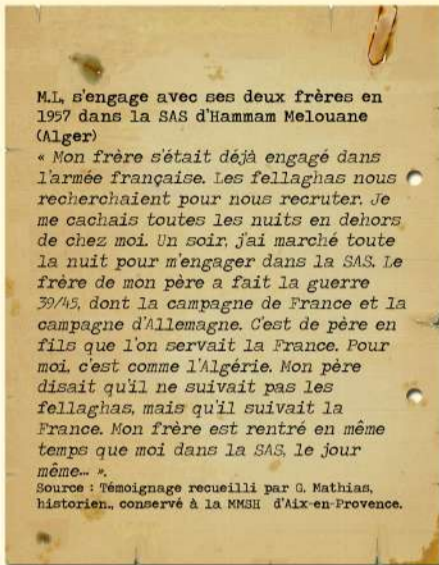 M.I., s'engage avec ses deux frères en
1957 dans la SAS d'Hammam Melouane
(Alger)
« Mon frère s'était déjà engagé dans
l'armée française. Les fellaghas nous
recherchaient pour nous recruter. Je
me cachais toutes les nuits en dehors
de chez moi. Un soir, j'ai marché toute
la nuit pour m'engager dans la SAS. Le
frère de mon père a fait la guerre
39/45, dont la campagne de France et la
campagne d'Allemagne. C'est de père en
fils que l'on servait la France. Pour
moi, c'est comme l'Algérie. Mon père
disait qu'il ne suivait pas les
fellaghas, mais qu'il suivait la
France. Mon frère est rentré en même
temps que moi dans la SAS, le jour
même... ».
Source : Témoignage recueilli par G. Mathias,
historien., conservé à la MMSH d'Aix-en-Provence.